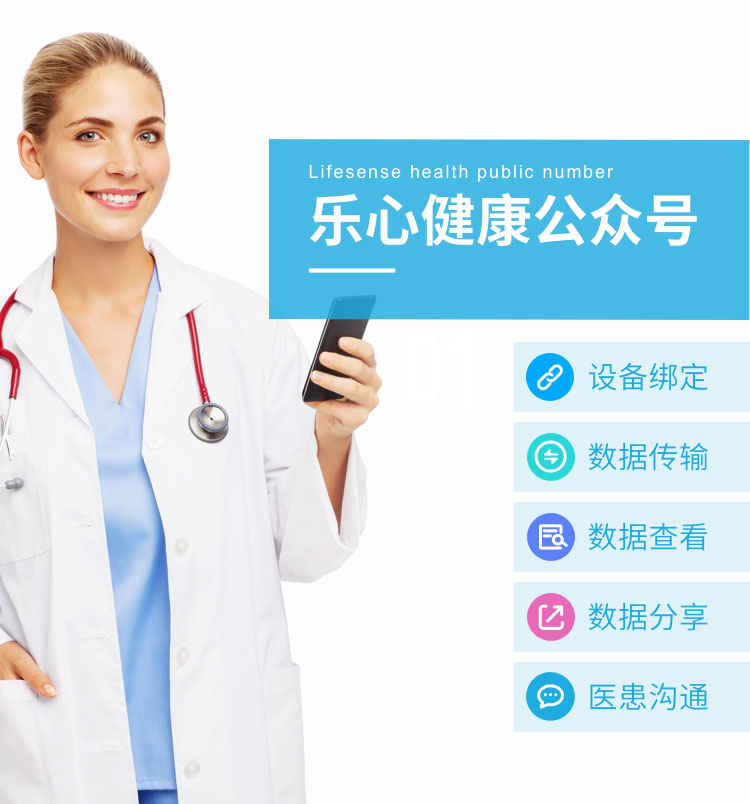 Lifesense health public number
乐心健康公众号
01
设备绑定
数据传输
数据查看
数据分享
医患沟通